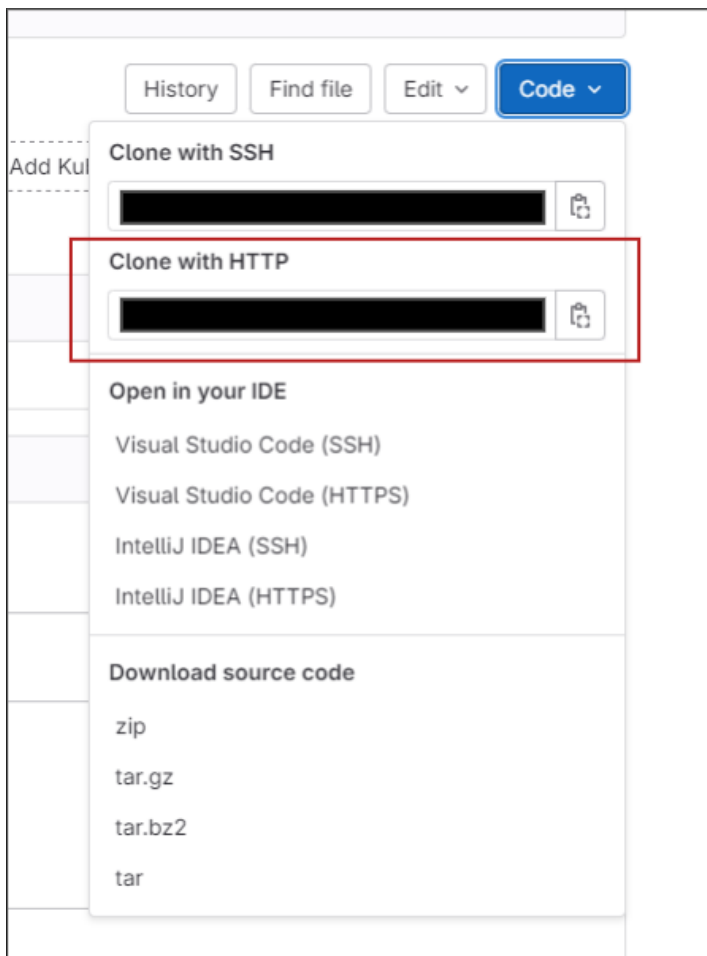 History Find file Edit Code
Add Kul
Clone with SSH
Clone with HTTP
Open in your IDE
Visual Studio Code (SSH)
Visual Studio Code (HTTPS)
IntelliJ IDEA (SSH)
IntelliJ IDEA (HTTPS)
Download source code
zip
tar.gz
tar.bz2
tar